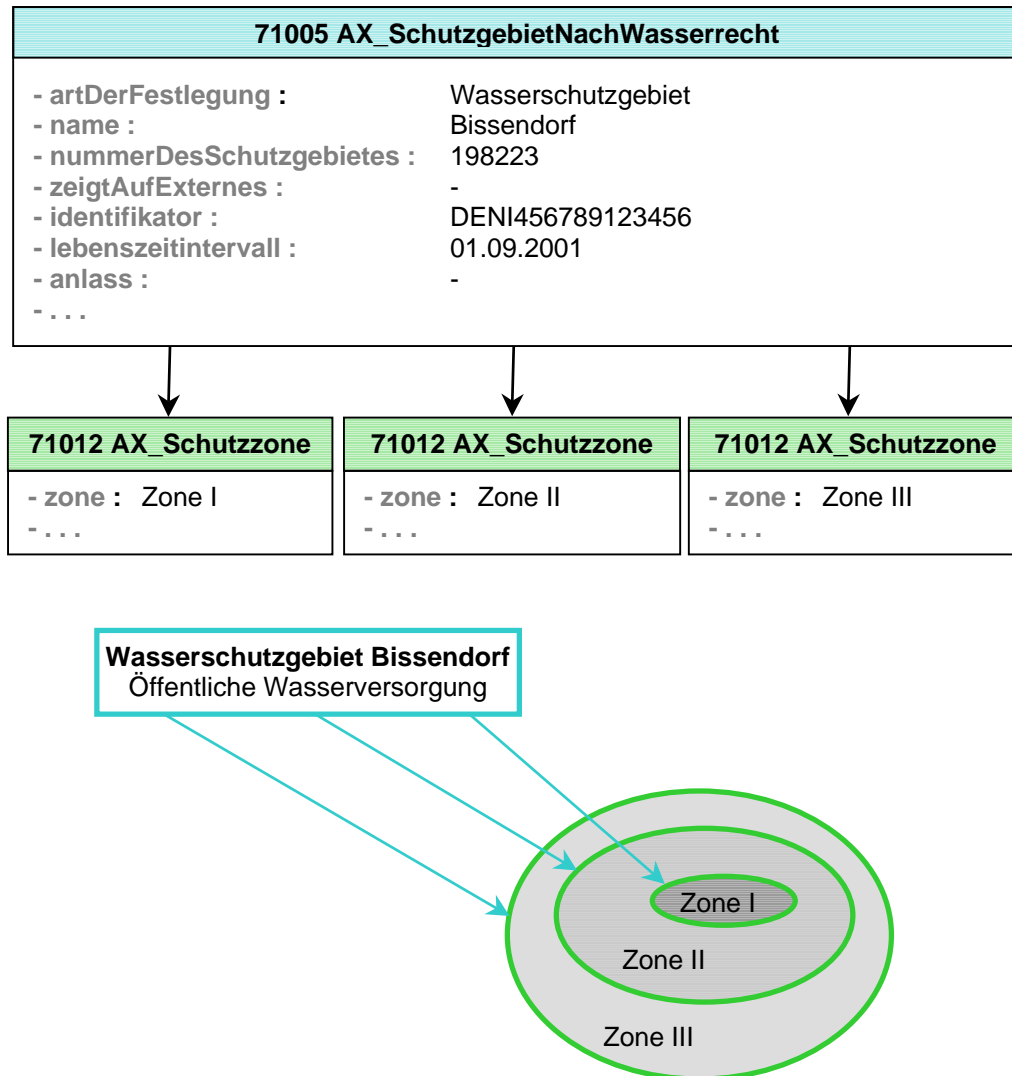 71005 AX_SchutzgebietNachWasserrecht
- artDerFestlegung : Wasserschutzgebiet
- name : Bissendorf
- nummerDesSchutzgebietes : 198223
- zeigtAufExternes : -
- identifikator : DENI456789123456
- lebenszeitintervall : 01.09.2001
- anlass : -
- . . .
71012 AX_Schutzzone
- zone : Zone I
- . . .
71012 AX_Schutzzone
- zone : Zone II
- . . .
71012 AX_Schutzzone
- zone : Zone III
- . . .
Wasserschutzgebiet Bissendorf
Öffentliche Wasserversorgung
Zone I
Zone II
Zone III